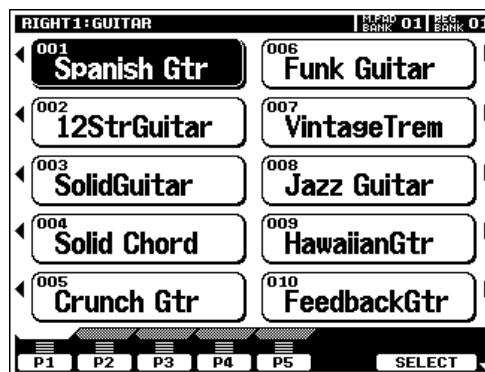 RIGHT1:GUITAR M.PAD BANK 01 REG. BANK 01
001 Spanish Gtr
006 Funk Guitar
002 12StrGuitar
007 VintageTrem
003 SolidGuitar
008 Jazz Guitar
004 Solid Chord
009 HawaiianGtr
005 Crunch Gtr
010 FeedbackGtr
P1 P2 P3 P4 P5 SELECT